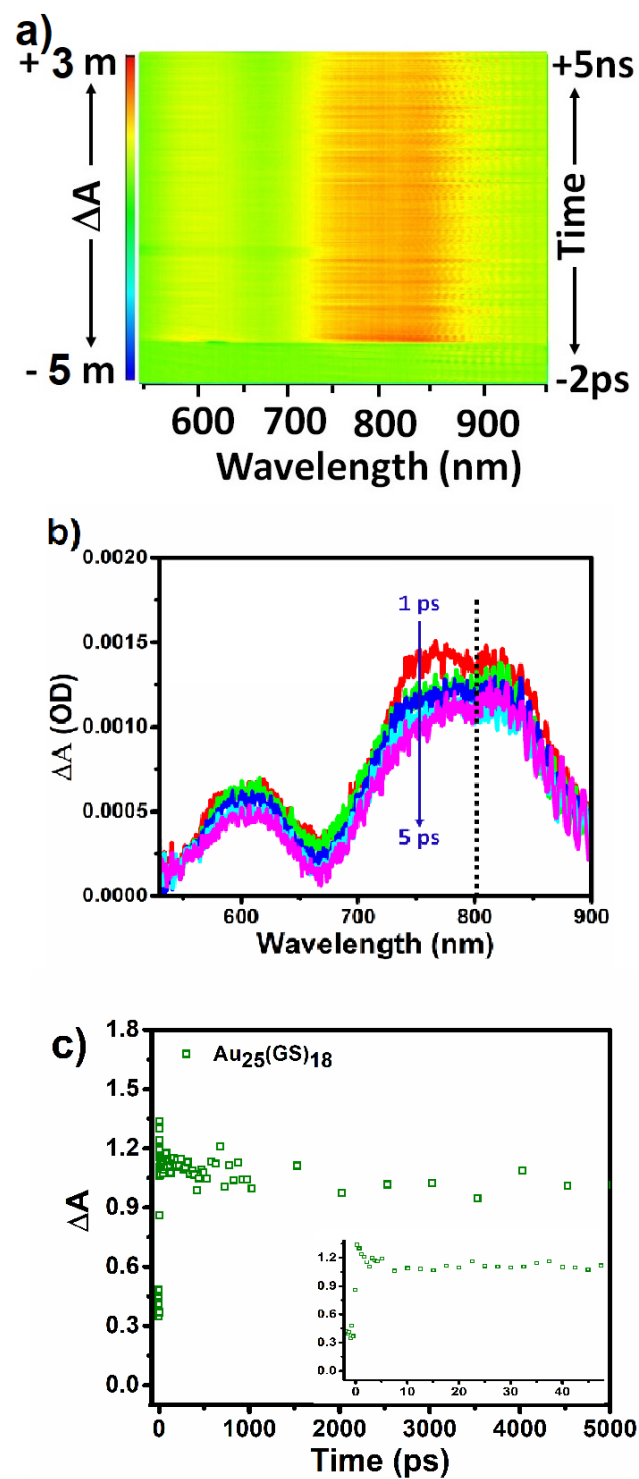 a)
+ 3 m
ΔA
- 5 m
+5ns
Time
-2ps
600 700 800 900
Wavelength (nm)
b)
0.0020
0.0015
0.0010
0.0005
0.0000
ΔA (OD)
1 ps
5 ps
600 700 800 900
Wavelength (nm)
c)
Au25(GS)18
1.8
1.5
1.2
0.9
0.6
0.3
0.0
ΔA
1.2
0.9
0.6
0.3
0.0
0 10 20 30 40
0 1000 2000 3000 4000 5000
Time (ps)